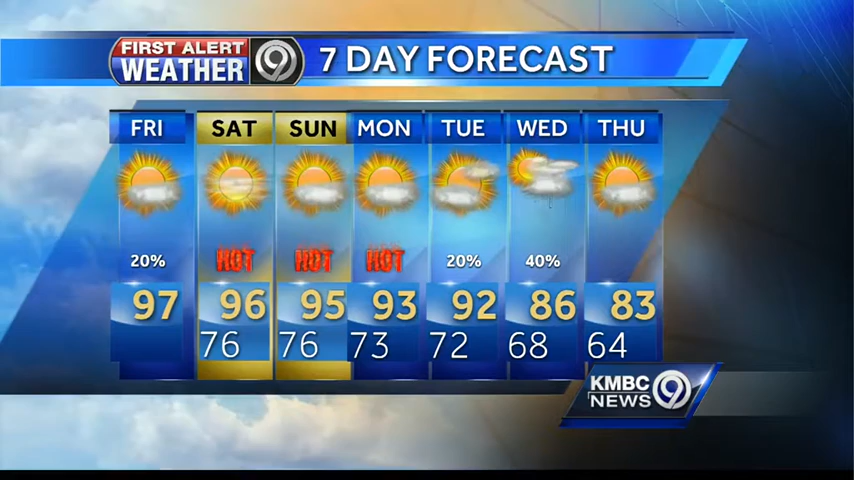 FIRST ALERT
WEATHER 9
7 DAY FORECAST
FRI SAT SUN MON TUE WED THU
20% HOT HOT HOT 20% 40%
97 96 95 93 92 86 83
76 76 73 72 68 64
KMBC 9
NEWS